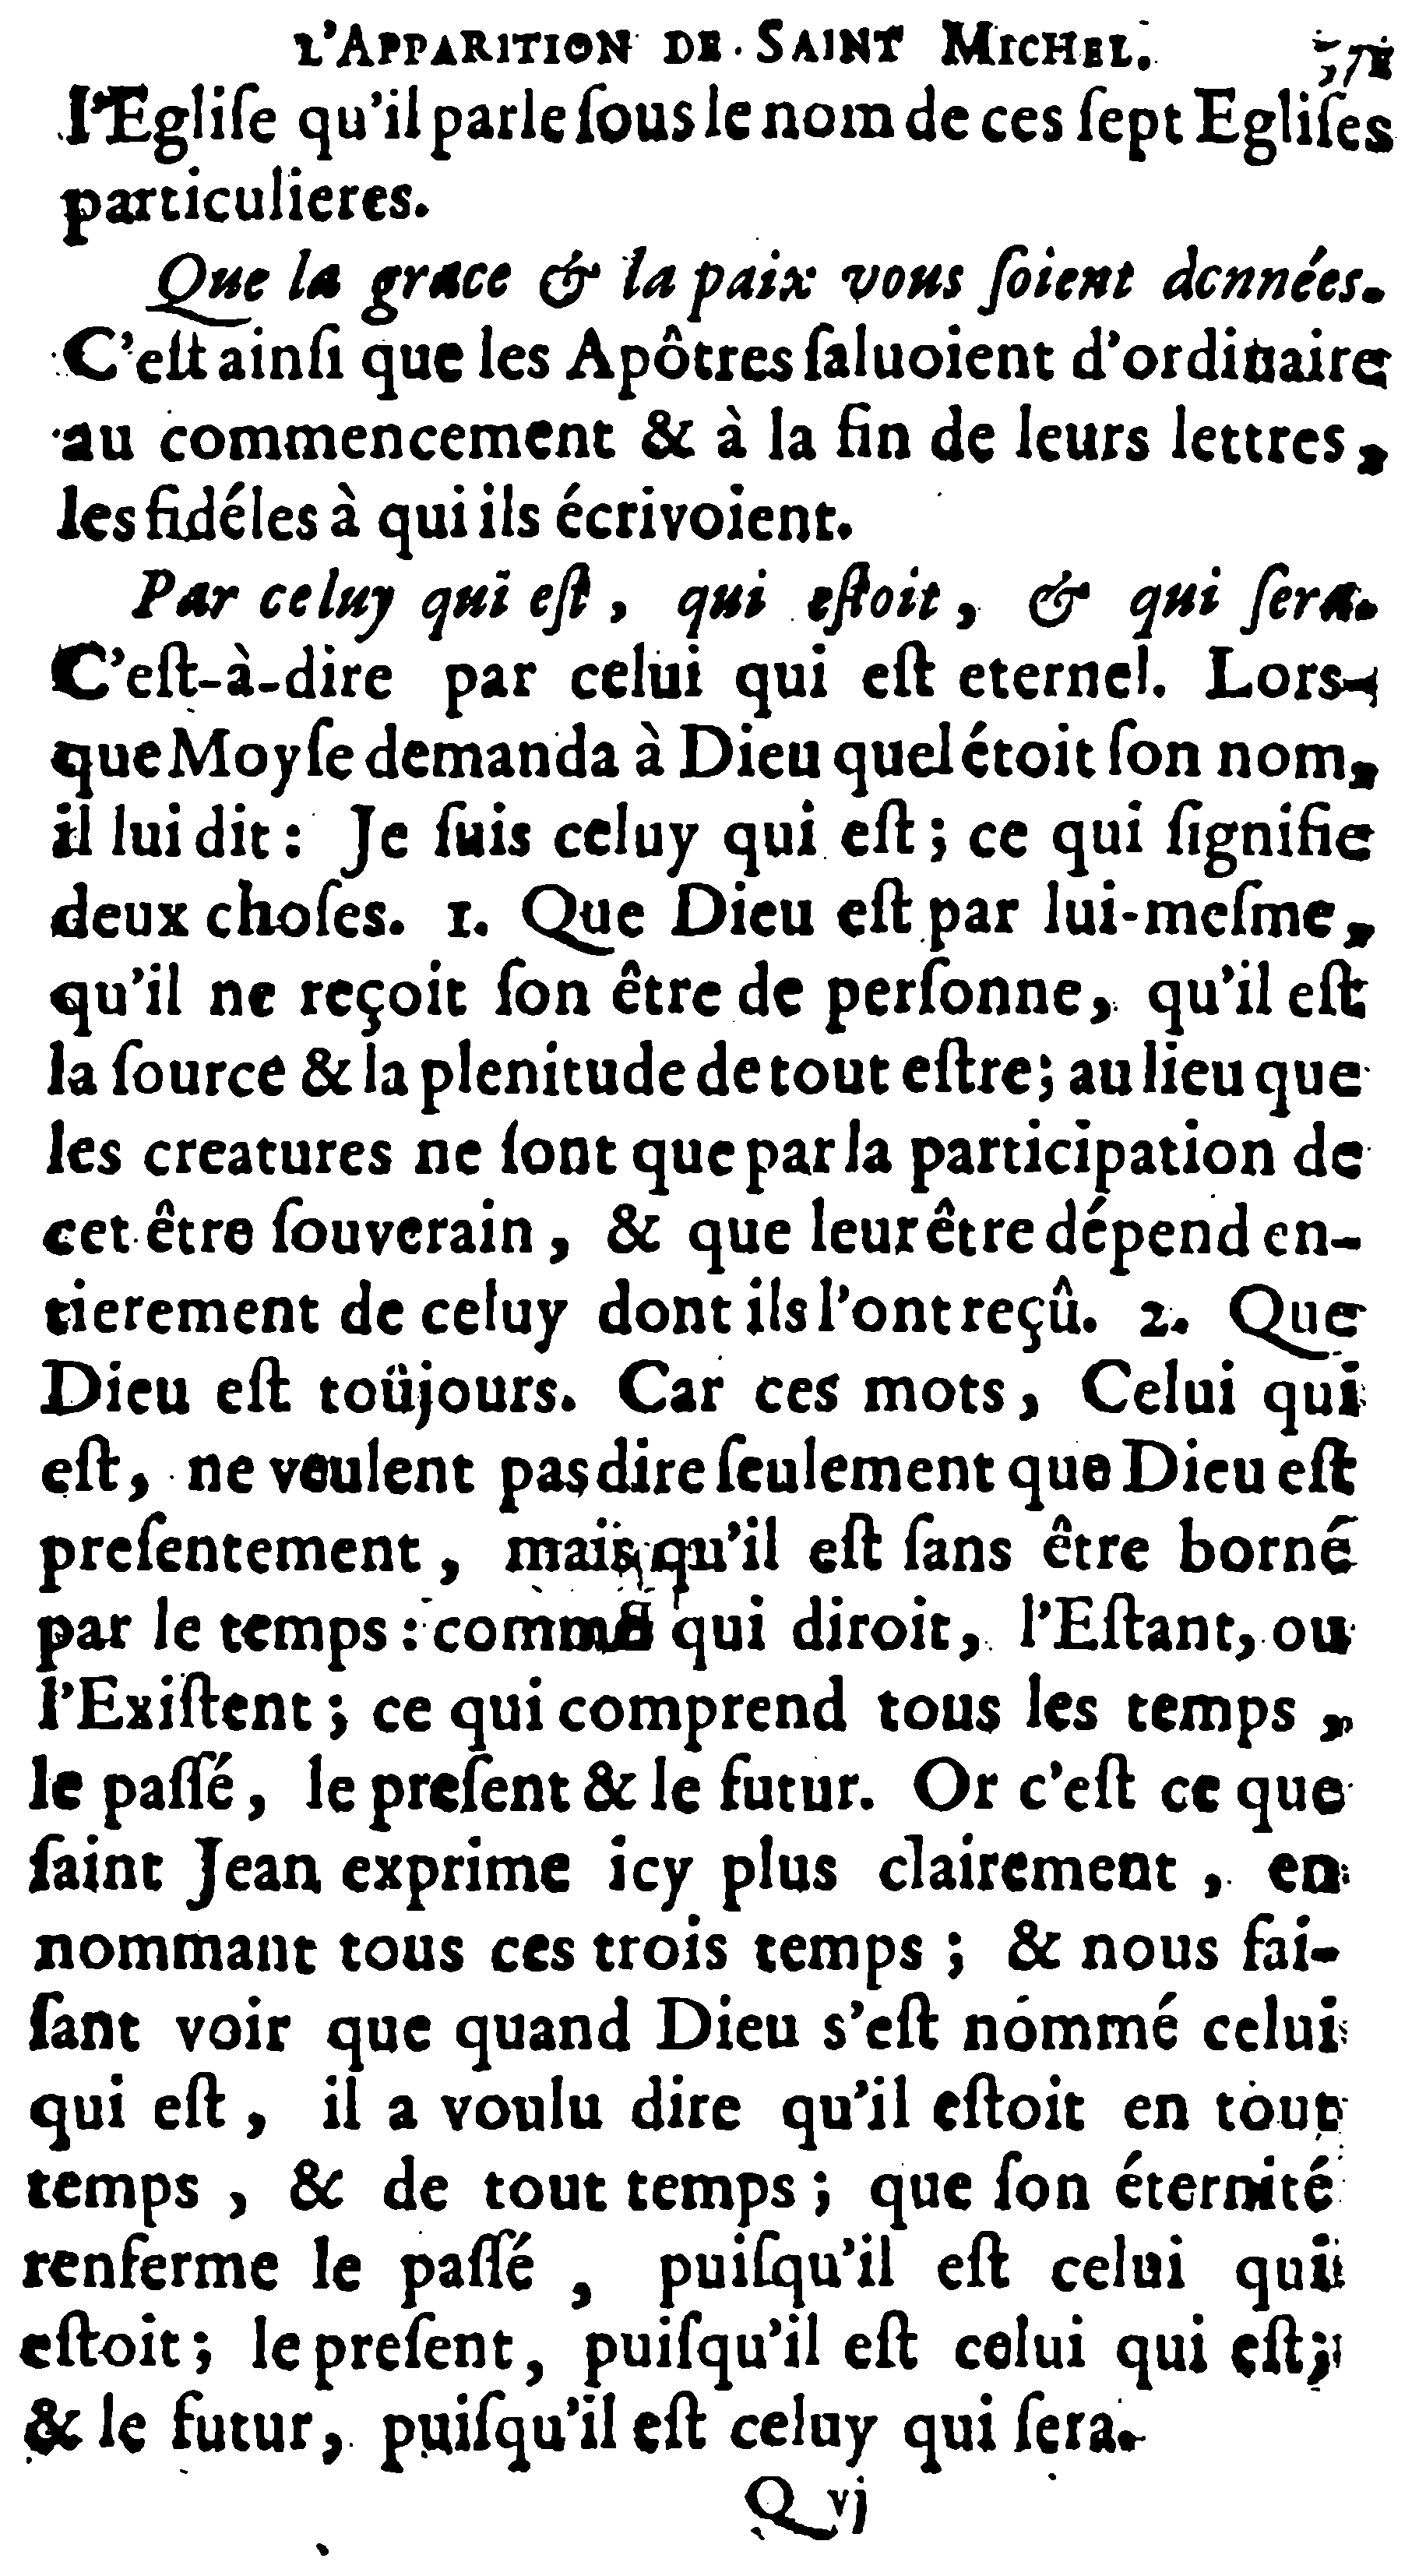 L'APPARITION DE SAINT MICHEL.
l'Egliſe qu'il parle ſous le nom de ces ſept Egliſes
particulieres.
Que la grace & la paix vous ſoient données.
C'eſt ainſi que les Apôtres ſaluoient d'ordinaire
au commencement & à la fin de leurs lettres,
les fidéles à qui ils écrivoient.
Par celuy qui eſt, qui eſtoit, & qui ſera.
C'eſt-à-dire par celui qui eſt eternel. Lors-
que Moyſe demanda à Dieu quel étoit ſon nom,
il lui dit : Je ſuis celuy qui eſt ; ce qui ſignifie
deux choſes. 1. Que Dieu eſt par lui-meſme,
qu'il ne reçoit ſon être de perſonne, qu'il eſt
la ſource & la plenitude de tout eſtre ; au lieu que
les creatures ne ſont que par la participation de
cet être ſouverain, & que leur être dépend en-
tierement de celuy dont ils l'ont reçû. 2. Que
Dieu eſt toüjours. Car ces mots, Celui qui
eſt, ne veulent pas dire ſeulement que Dieu eſt
preſentement, mais qu'il eſt ſans être borné
par le temps : comme qui diroit, l'Eſtant, ou
l'Exiſtent ; ce qui comprend tous les temps,
le paſſé, le preſent & le futur. Or c'eſt ce que
ſaint Jean exprime icy plus clairement, en
nommant tous ces trois temps ; & nous fai-
ſant voir que quand Dieu s'eſt nommé celui
qui eſt, il a voulu dire qu'il eſtoit en tout
temps, & de tout temps ; que ſon éternité
renferme le paſſé, puiſqu'il eſt celui qui
eſtoit ; le preſent, puiſqu'il eſt celui qui eſt ;
& le futur, puiſqu'il eſt celuy qui ſera.
Q vj